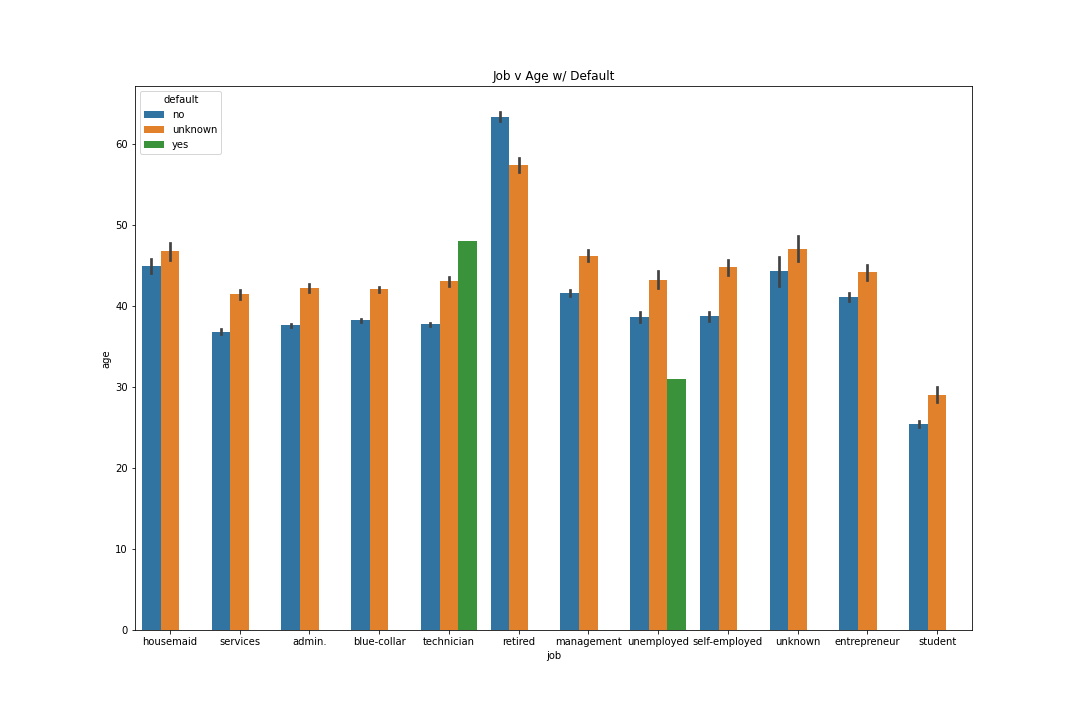 Job v Age w/ Default
default
no
unknown
yes
age
60
50
40
30
20
10
0
housemaid services admin. blue-collar technician retired management unemployed self-employed unknown entrepreneur student
job